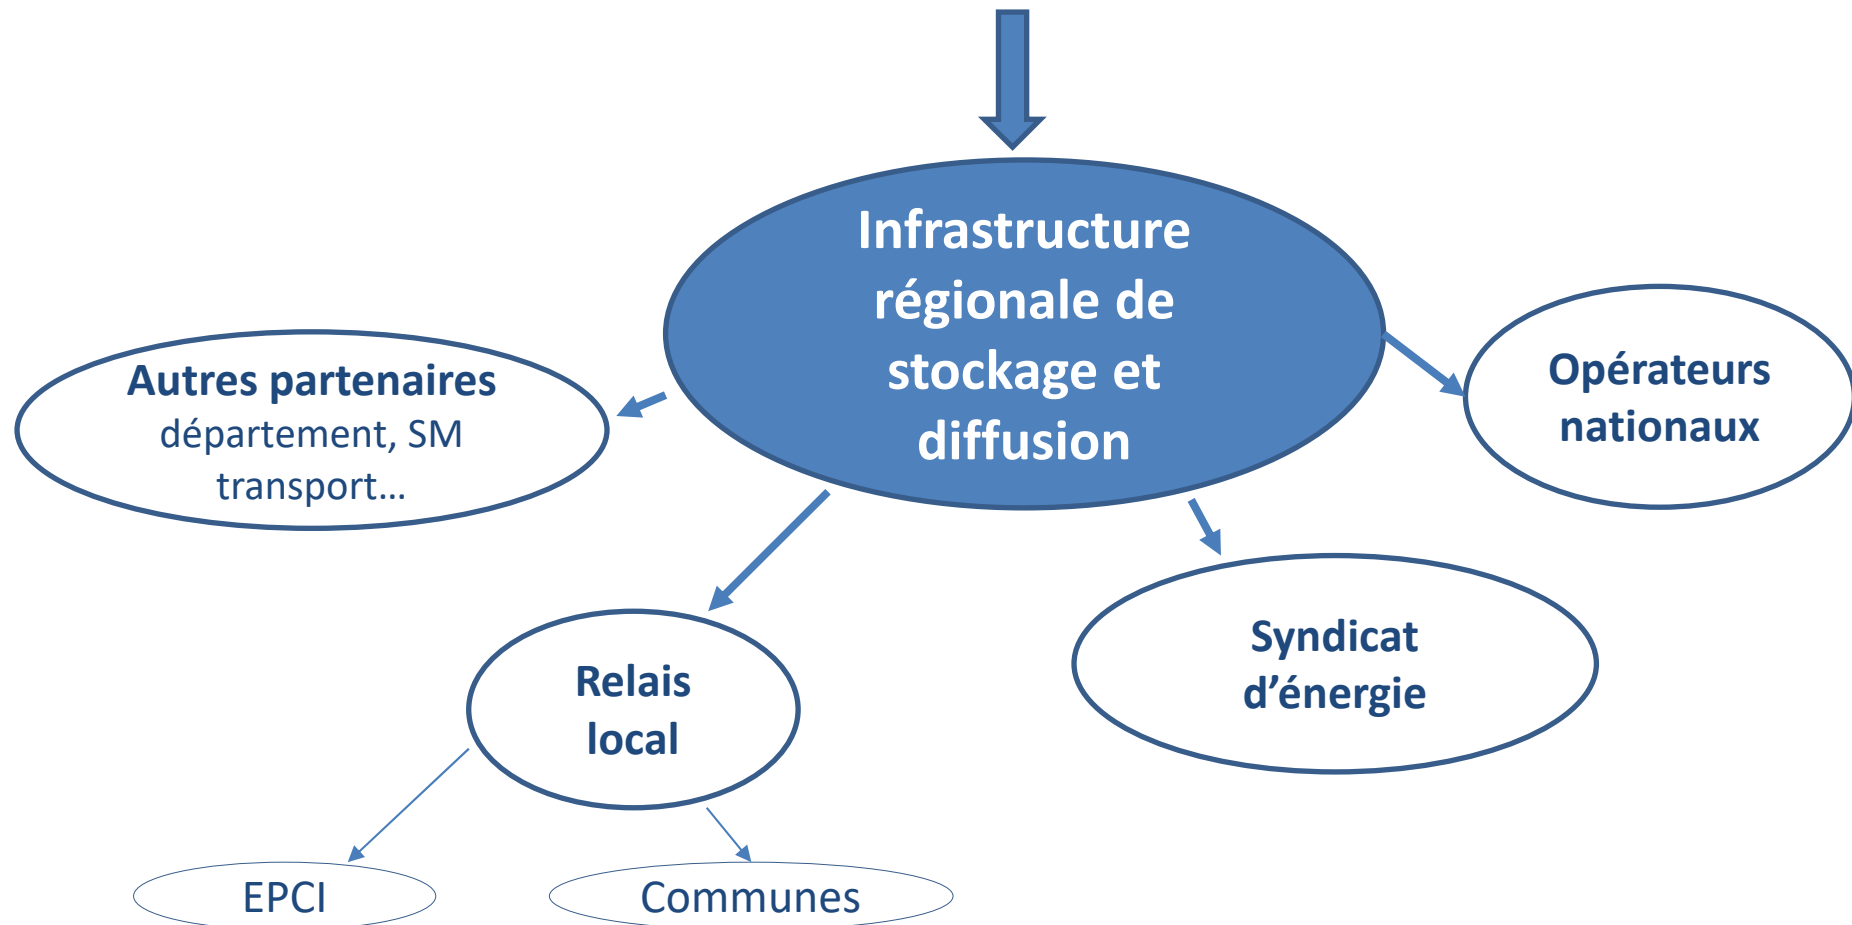 Infrastructure
régionale de
stockage et
diffusion
Autres partenaires
département, SM
transport…
Opérateurs
nationaux
Relais
local
Syndicat
d’énergie
EPCI
Communes